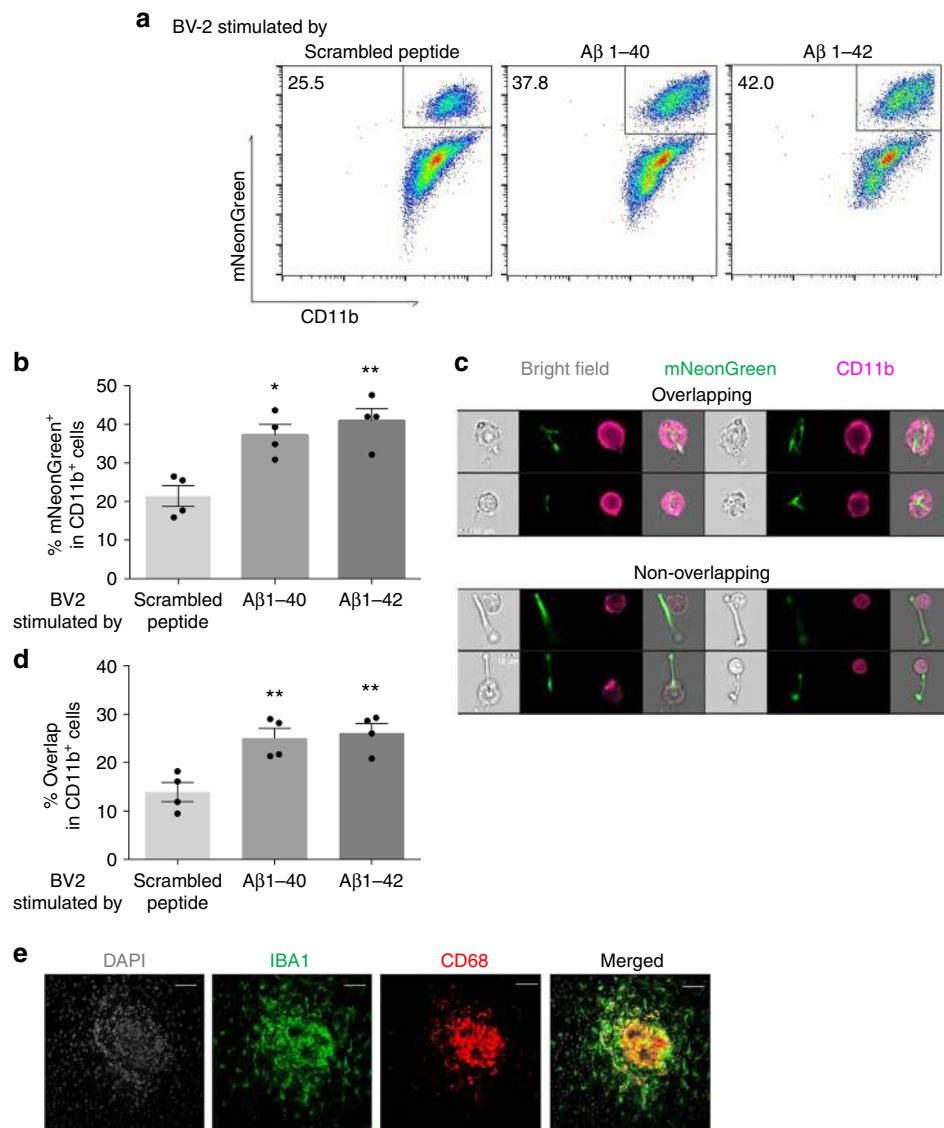 a
BV-2 stimulated by
Scrambled peptide
Aβ 1–40
Aβ 1–42
25.5
37.8
42.0
mNeonGreen
CD11b
b
% mNeonGreen+
in CD11b+ cells
50
40
30
20
10
0
*
**
BV2
stimulated by
Scrambled
peptide
Aβ1–40
Aβ1–42
c
Bright field
mNeonGreen
CD11b
Overlapping
Non-overlapping
d
% Overlap
in CD11b+ cells
40
30
20
10
0
**
**
BV2
stimulated by
Scrambled
peptide
Aβ1–40
Aβ1–42
e
DAPI
IBA1
CD68
Merged